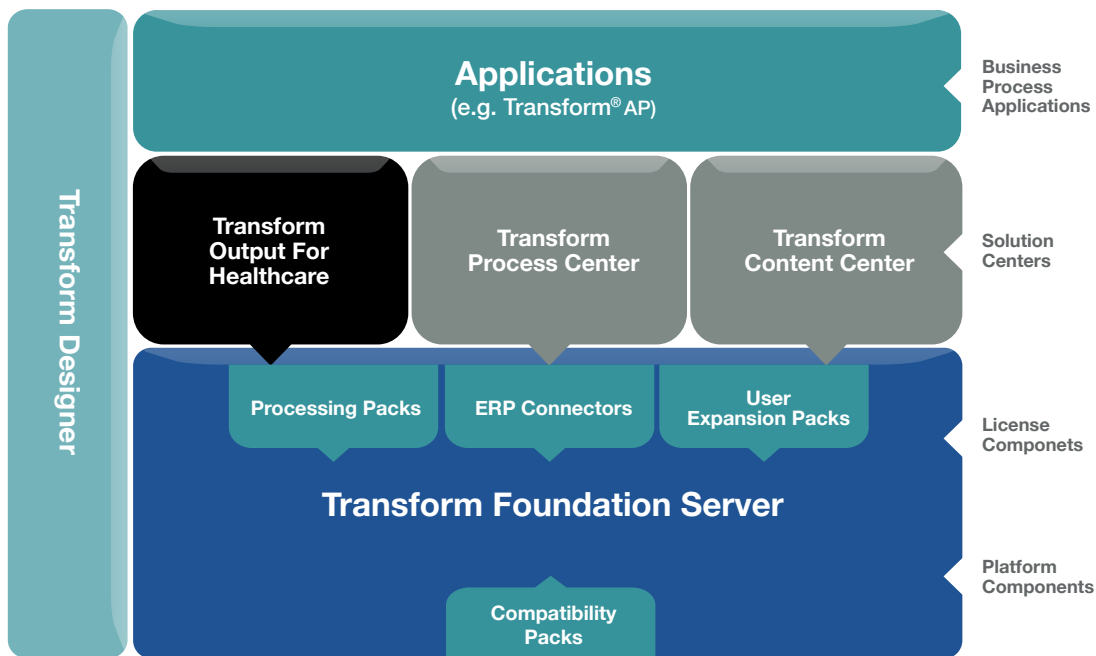 Transform Designer
Applications
(e.g. Transform® AP)
Business
Process
Applications
Transform
Output For
Healthcare
Transform
Process Center
Transform
Content Center
Solution
Centers
Processing Packs
ERP Connectors
User
Expansion Packs
License
Componets
Transform Foundation Server
Platform
Components
Compatibility
Packs